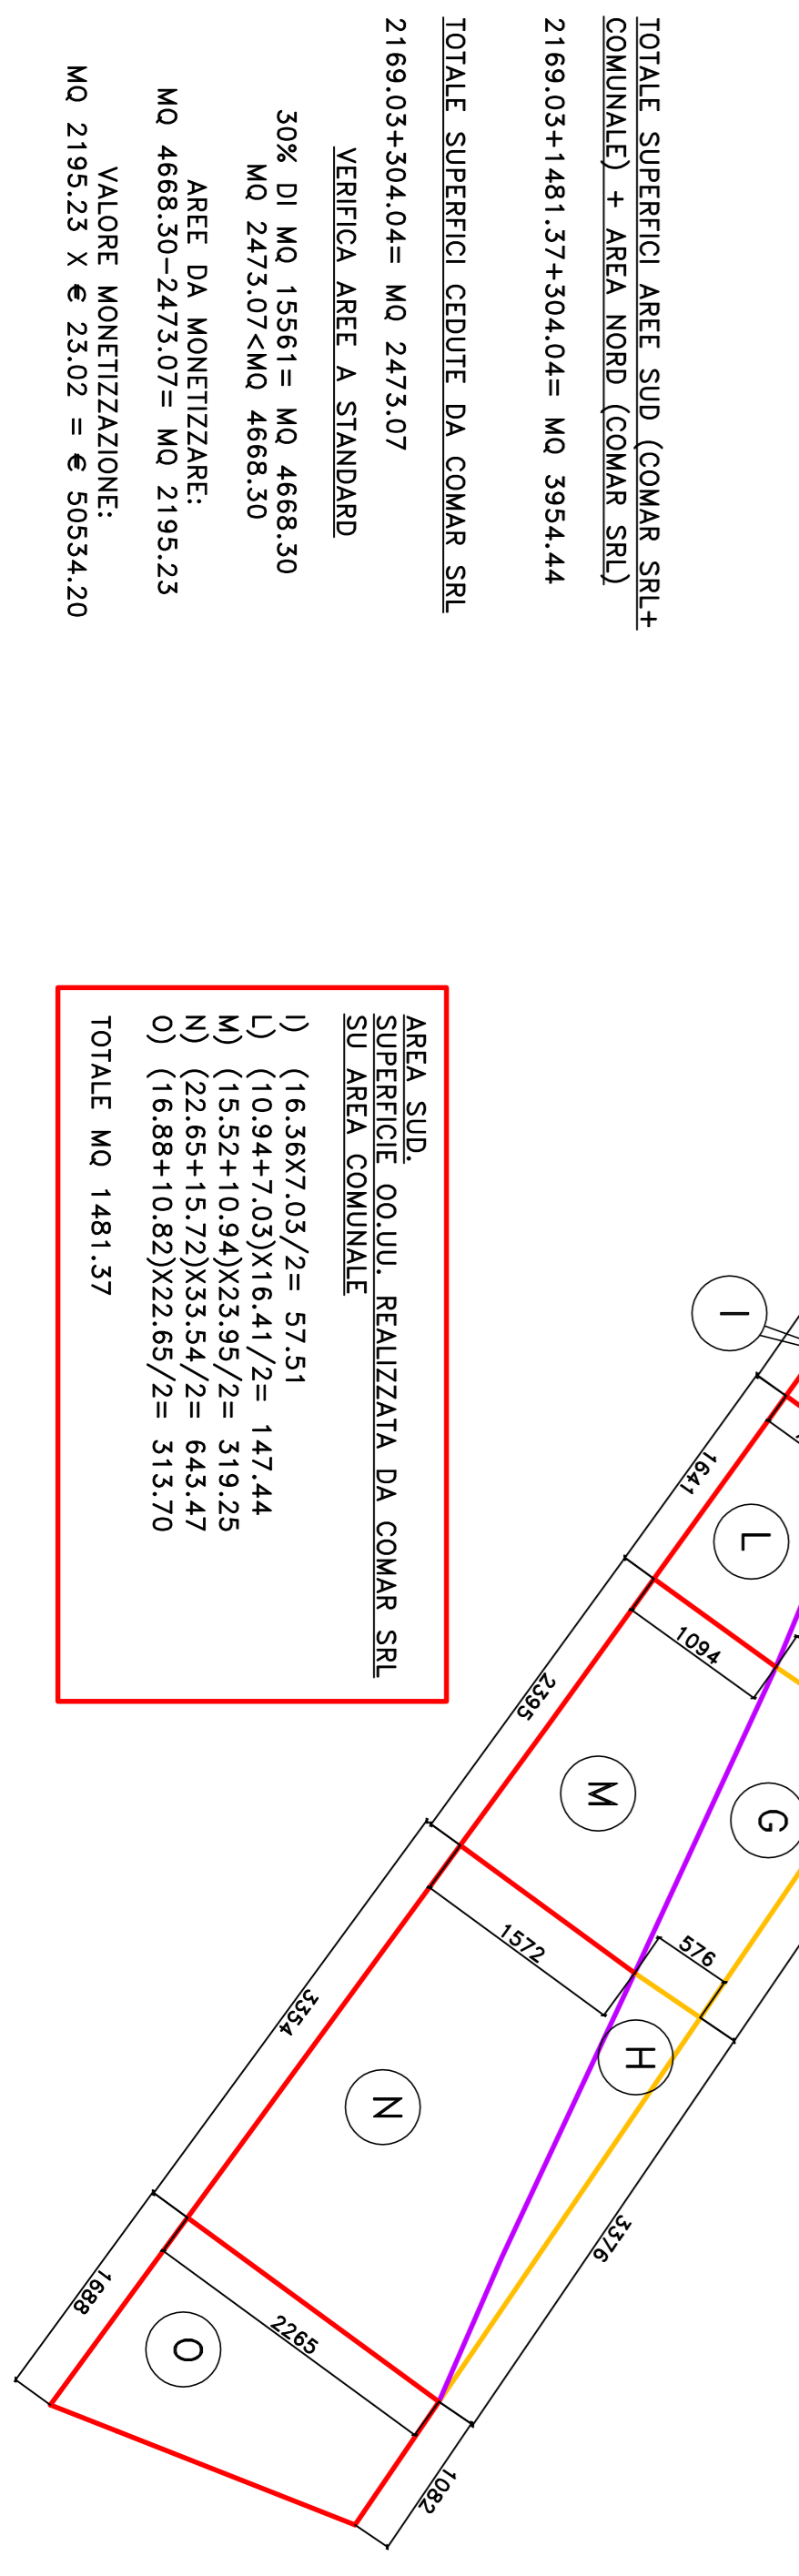 TOTALE SUPERFICI AREE SUD (COMAR SRL+
COMUNALE) + AREA NORD (COMAR SRL)
2169.03+1481.37+304.04= MQ 3954.44
TOTALE SUPERFICI CEDUTE DA COMAR SRL
2169.03+304.04= MQ 2473.07
VERIFICA AREE A STANDARD
30% DI MQ 15561= MQ 4668.30
MQ 2473.07<MQ 4668.30
AREE DA MONETIZZARE:
MQ 4668.30-2473.07= MQ 2195.23
VALORE MONETIZZAZIONE:
MQ 2195.23 X € 23.02 = € 50534.20
AREA SUD.
SUPERFICIE OO.UU. REALIZZATA DA COMAR SRL
SU AREA COMUNALE
I) (16.36X7.03/2= 57.51
L) (10.94+7.03)X16.41/2= 147.44
M) (15.52+10.94)X23.95/2= 319.25
N) (22.65+15.72)X33.54/2= 643.47
O) (16.88+10.82)X22.65/2= 313.70
TOTALE MQ 1481.37
I
1641
L
1094
2395
M
G
1572
576
H
3354
N
3376
1688
O
2265
1082